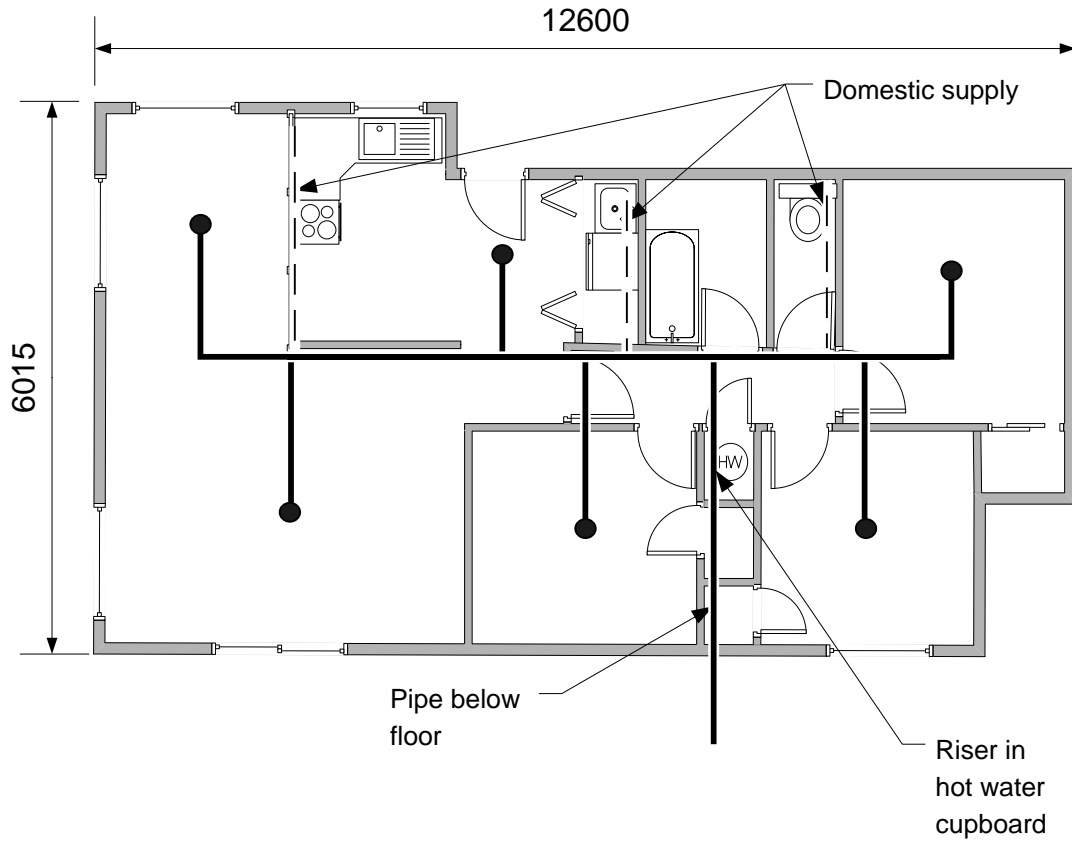 12600
Domestic supply
6015
HW
Pipe below
floor
Riser in
hot water
cupboard